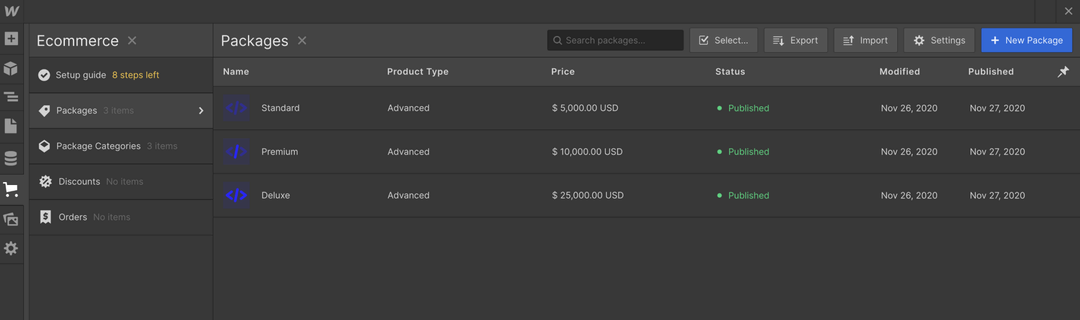 Ecommerce
Packages
Search packages...
Select...
Export
Import
Settings
New Package
Setup guide 8 steps left
Packages 3 items
Package Categories 3 items
Discounts No items
Orders No items
Name Product Type Price Status Modified Published
Standard Advanced $ 5,000.00 USD Published Nov 26, 2020 Nov 27, 2020
Premium Advanced $ 10,000.00 USD Published Nov 26, 2020 Nov 27, 2020
Deluxe Advanced $ 25,000.00 USD Published Nov 26, 2020 Nov 27, 2020